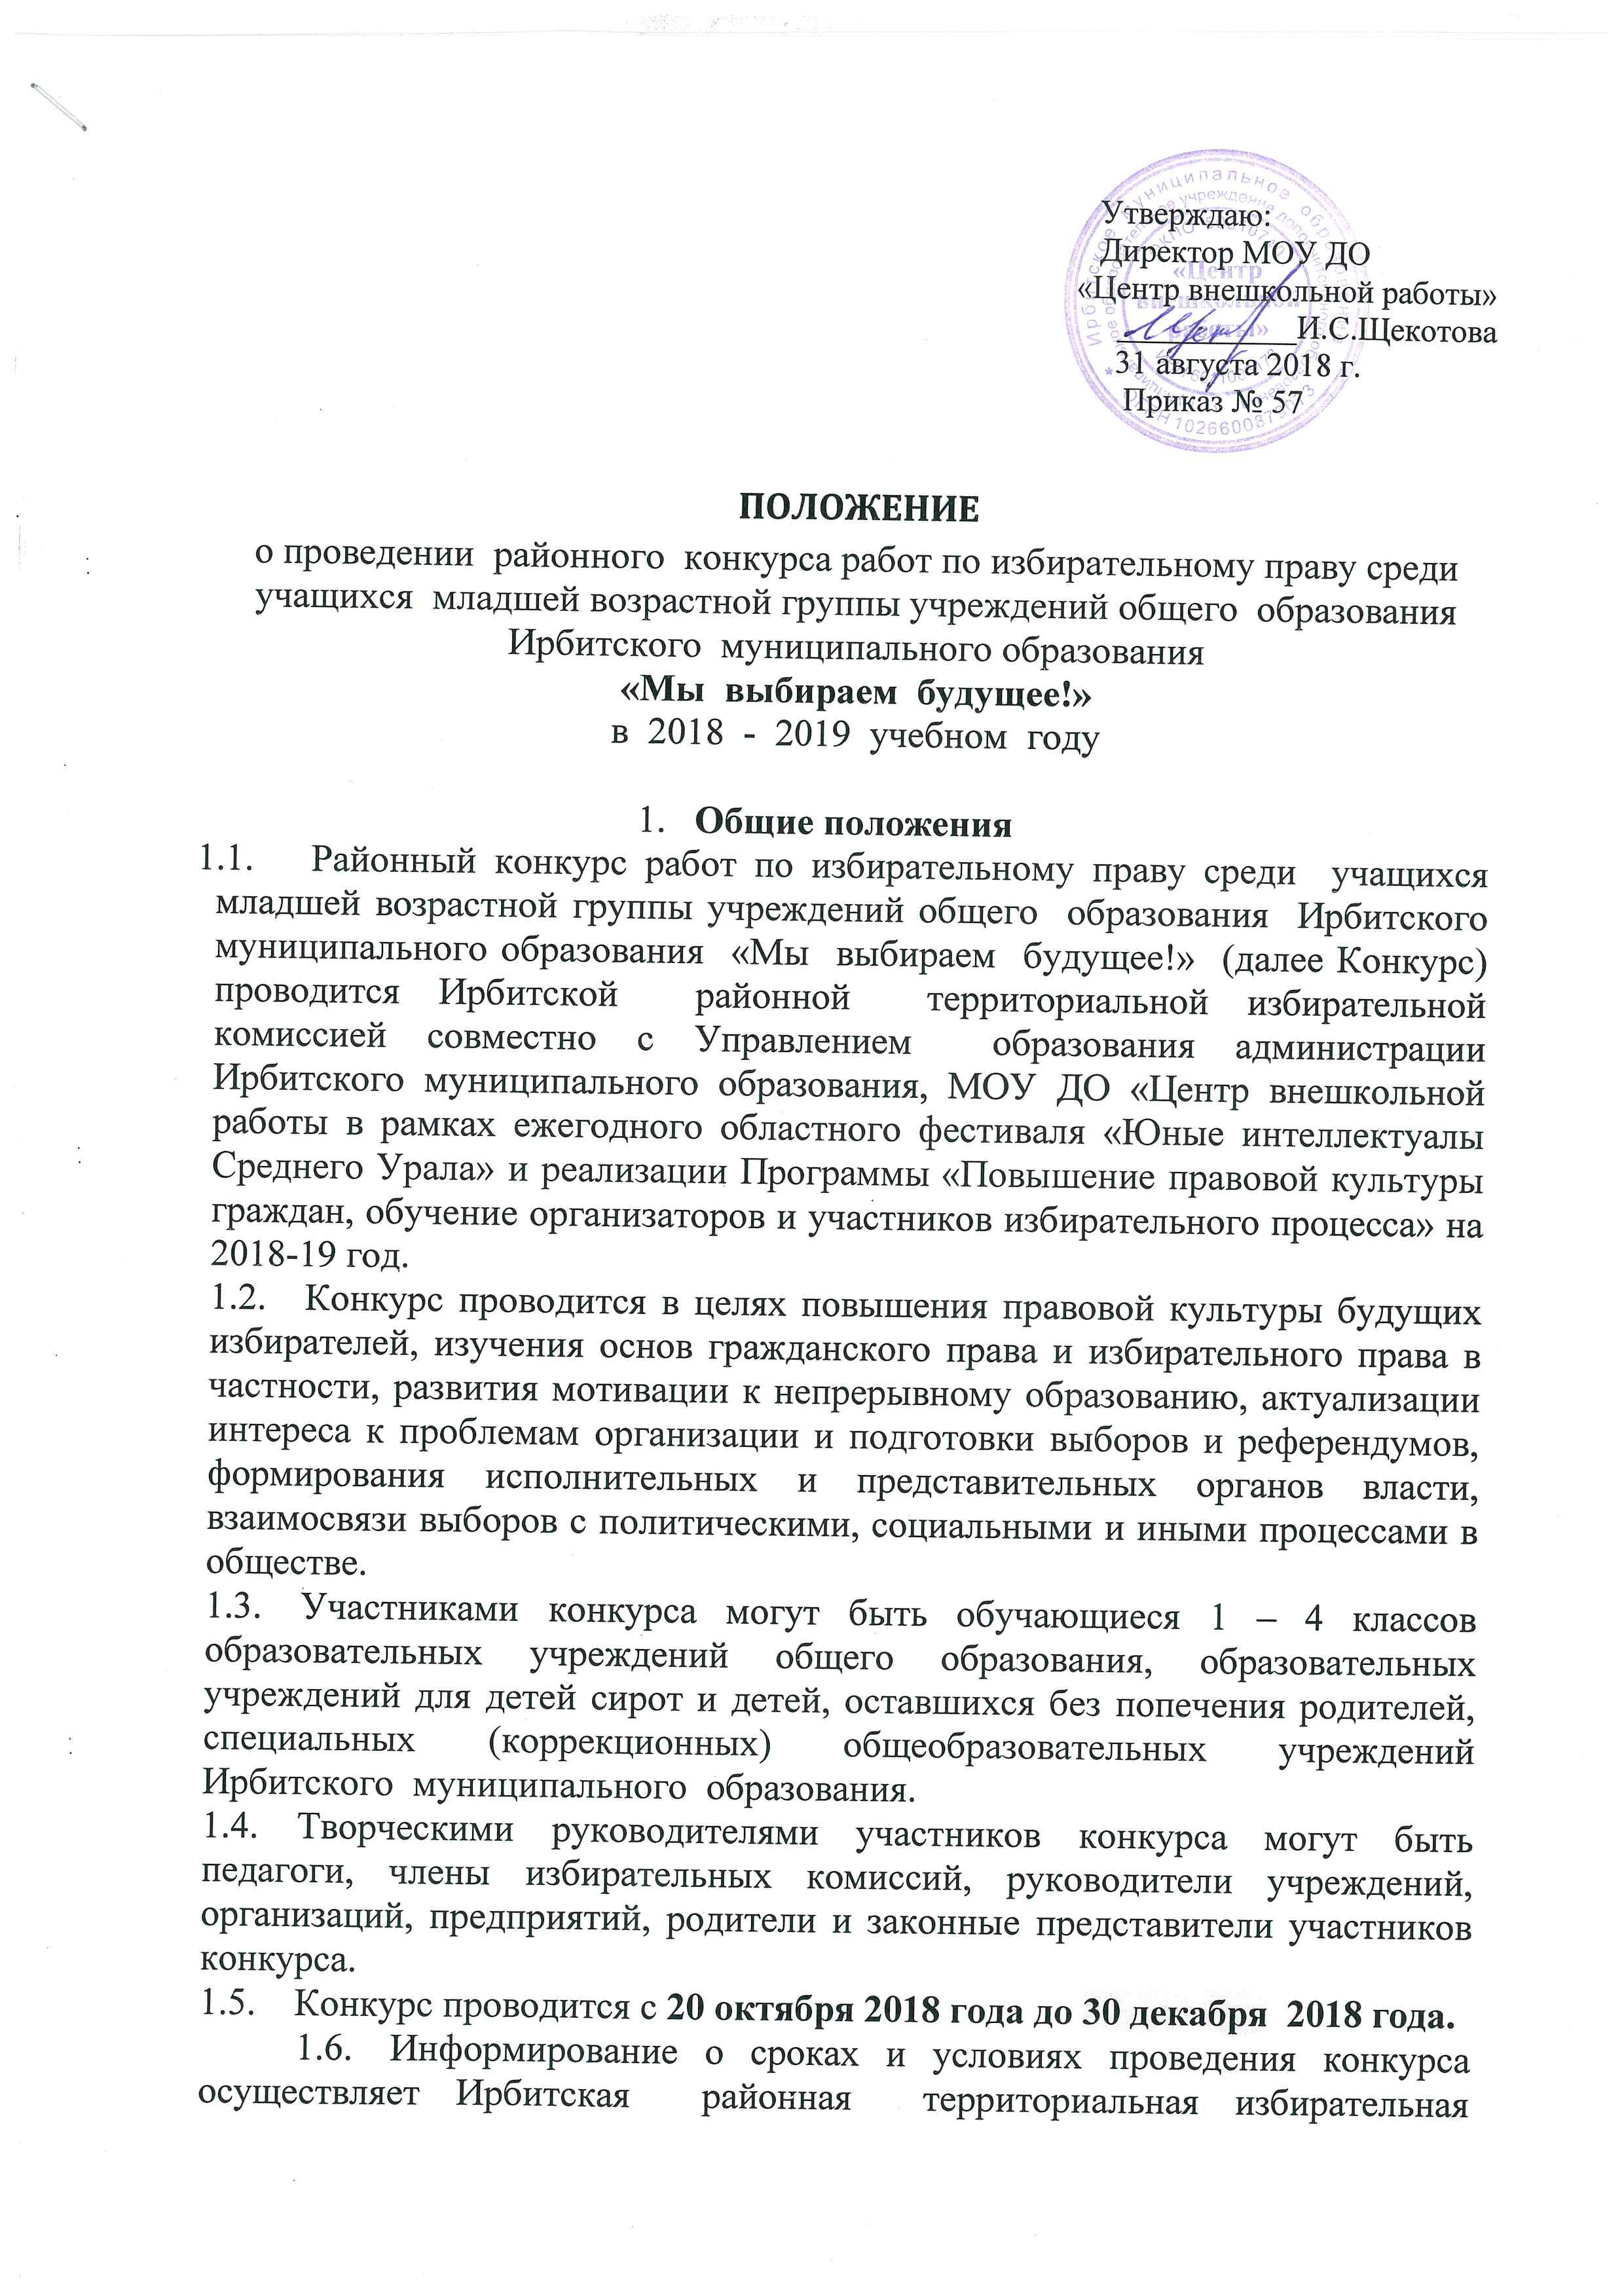 Утверждаю:
Директор МОУ ДО
«Центр внешкольной работы»
И.С.Щекотова
31 августа 2018 г.
Приказ № 57
ПОЛОЖЕНИЕ
о проведении районного конкурса работ по избирательному праву среди
учащихся младшей возрастной группы учреждений общего образования
Ирбитского муниципального образования
«Мы выбираем будущее!»
в 2018 - 2019 учебном году
1. Общие положения
1.1. Районный конкурс работ по избирательному праву среди учащихся
младшей возрастной группы учреждений общего образования Ирбитского
муниципального образования «Мы выбираем будущее!» (далее Конкурс)
проводится Ирбитской районной территориальной избирательной
комиссией совместно с Управлением образования администрации
Ирбитского муниципального образования, МОУ ДО «Центр внешкольной
работы в рамках ежегодного областного фестиваля «Юные интеллектуалы
Среднего Урала» и реализации Программы «Повышение правовой культуры
граждан, обучение организаторов и участников избирательного процесса» на
2018-19 год.
1.2. Конкурс проводится в целях повышения правовой культуры будущих
избирателей, изучения основ гражданского права и избирательного права в
частности, развития мотивации к непрерывному образованию, актуализации
интереса к проблемам организации и подготовки выборов и референдумов,
формирования исполнительных и представительных органов власти,
взаимосвязи выборов с политическими, социальными и иными процессами в
обществе.
1.3. Участниками конкурса могут быть обучающиеся 1 – 4 классов
образовательных учреждений общего образования, образовательных
учреждений для детей сирот и детей, оставшихся без попечения родителей,
специальных (коррекционных) общеобразовательных учреждений
Ирбитского муниципального образования.
1.4. Творческими руководителями участников конкурса могут быть
педагоги, члены избирательных комиссий, руководители учреждений,
организаций, предприятий, родители и законные представители участников
конкурса.
1.5. Конкурс проводится с 20 октября 2018 года до 30 декабря 2018 года.
1.6. Информирование о сроках и условиях проведения конкурса
осуществляет Ирбитская районная территориальная избирательная